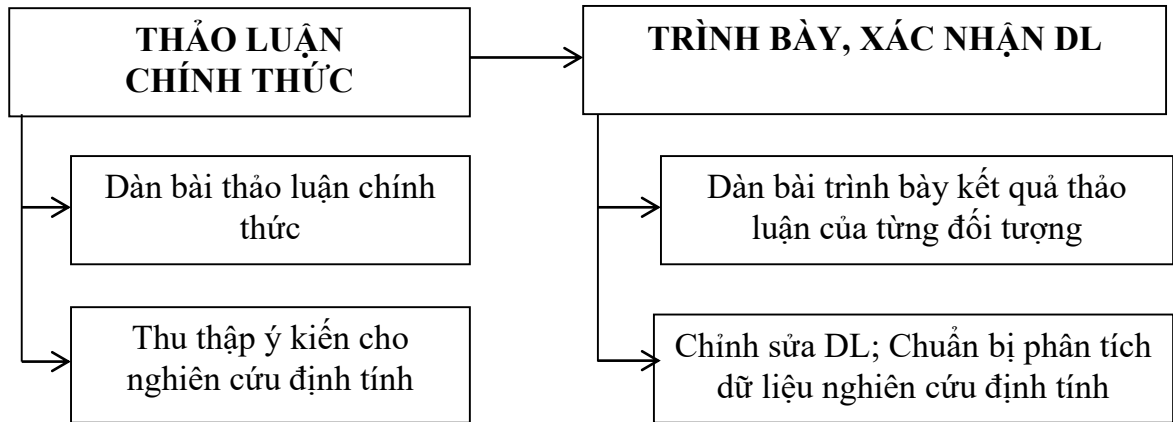 THẢO LUẬN
CHÍNH THỨC
TRÌNH BÀY, XÁC NHẬN DL
Dàn bài thảo luận chính
thức
Dàn bài trình bày kết quả thảo
luận của từng đối tượng
Thu thập ý kiến cho
nghiên cứu định tính
Chỉnh sửa DL; Chuẩn bị phân tích
dữ liệu nghiên cứu định tính